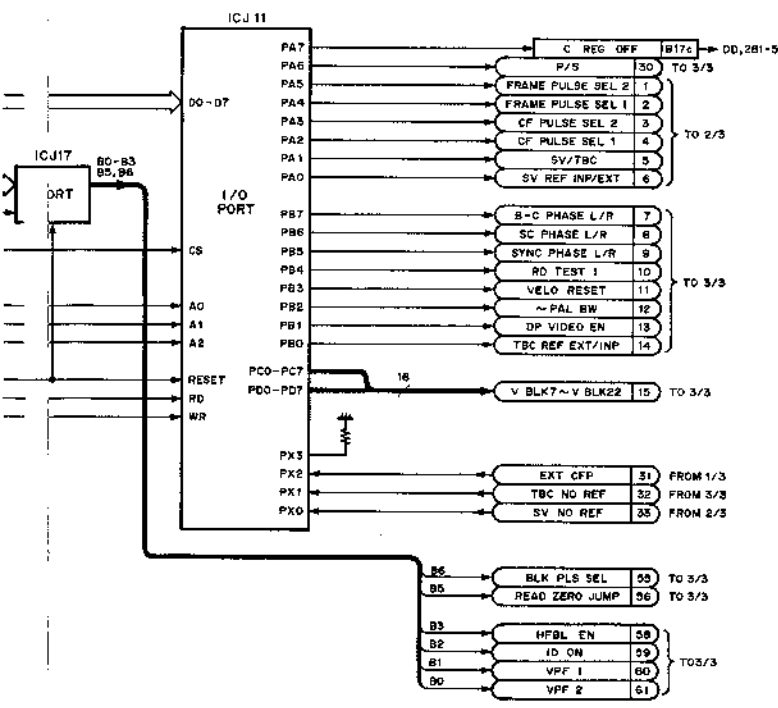 ICJ 11
PA7 C REG OFF B17c DD,281-5
PA6 P/S 30 TO 3/3
PA5 FRAME PULSE SEL 2 1
D0-D7 PA4 FRAME PULSE SEL 1 2
PA3 CF PULSE SEL 2 3
TO 2/3
PA2 CF PULSE SEL 1 4
ICJ17 B0-B3 PA1 SV/TBC 5
B5,B6 PA0 SV REF INP/EXT 6
PORT
I/O
PORT
PB7 B-C PHASE L/R 7
PB6 SC PHASE L/R 8
CS PB5 SYNC PHASE L/R 9
PB4 RD TEST 1 10
TO 3/3
PB3 VELO RESET 11
A0 PB2 ~PAL BW 12
A1 PB1 DP VIDEO EN 13
A2 PB0 TBC REF EXT/INP 14
PC0-PC7 16
RESET
PD0-PD7 V BLK7~V BLK22 15 TO 3/3
RD
WR
PX3
PX2 EXT CFP 31 FROM 1/3
PX1 TBC NO REF 32 FROM 3/3
PX0 SV NO REF 33 FROM 2/3
B6 BLK PLS SEL 55 TO 3/3
B5 READ ZERO JUMP 56 TO 3/3
B3 HFBL EN 58
B2 ID ON 59
TO3/3
B1 VPF 1 60
B0 VPF 2 61